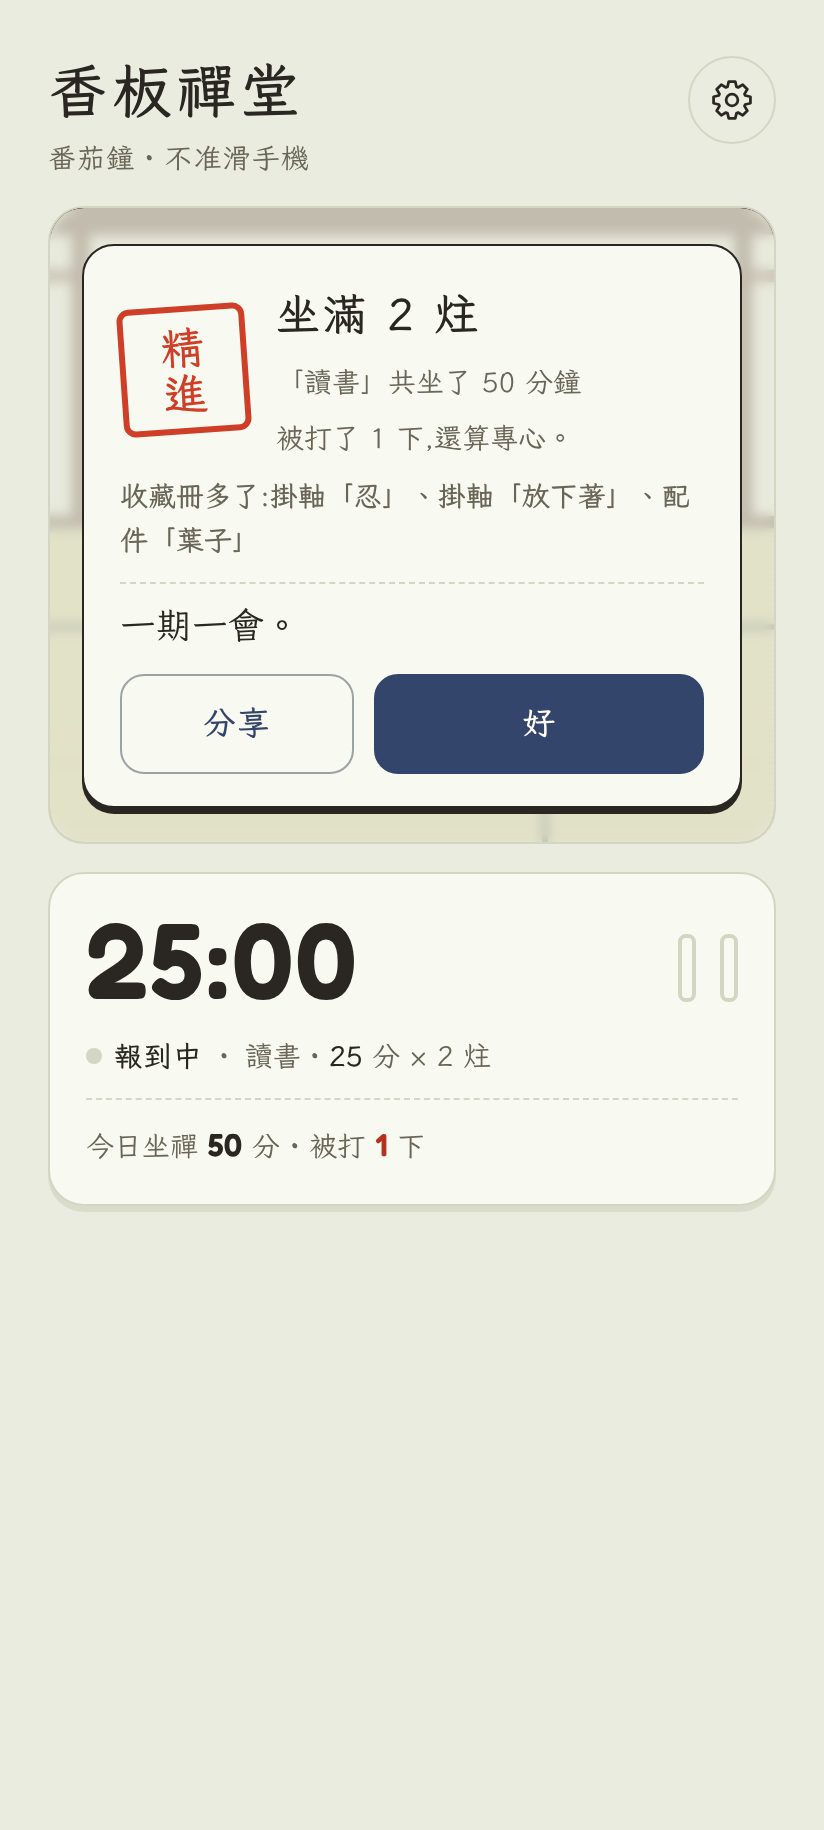 香板禪堂
番茄鐘・不准滑手機
精
進
坐滿 2 炷
「讀書」共坐了 50 分鐘
被打了 1 下,還算專心。
收藏冊多了:掛軸「忍」、掛軸「放下著」、配
件「葉子」
一期一會。
分享
好
25:00
報到中 · 讀書・25 分 × 2 炷
今日坐禪 50 分・被打 1 下